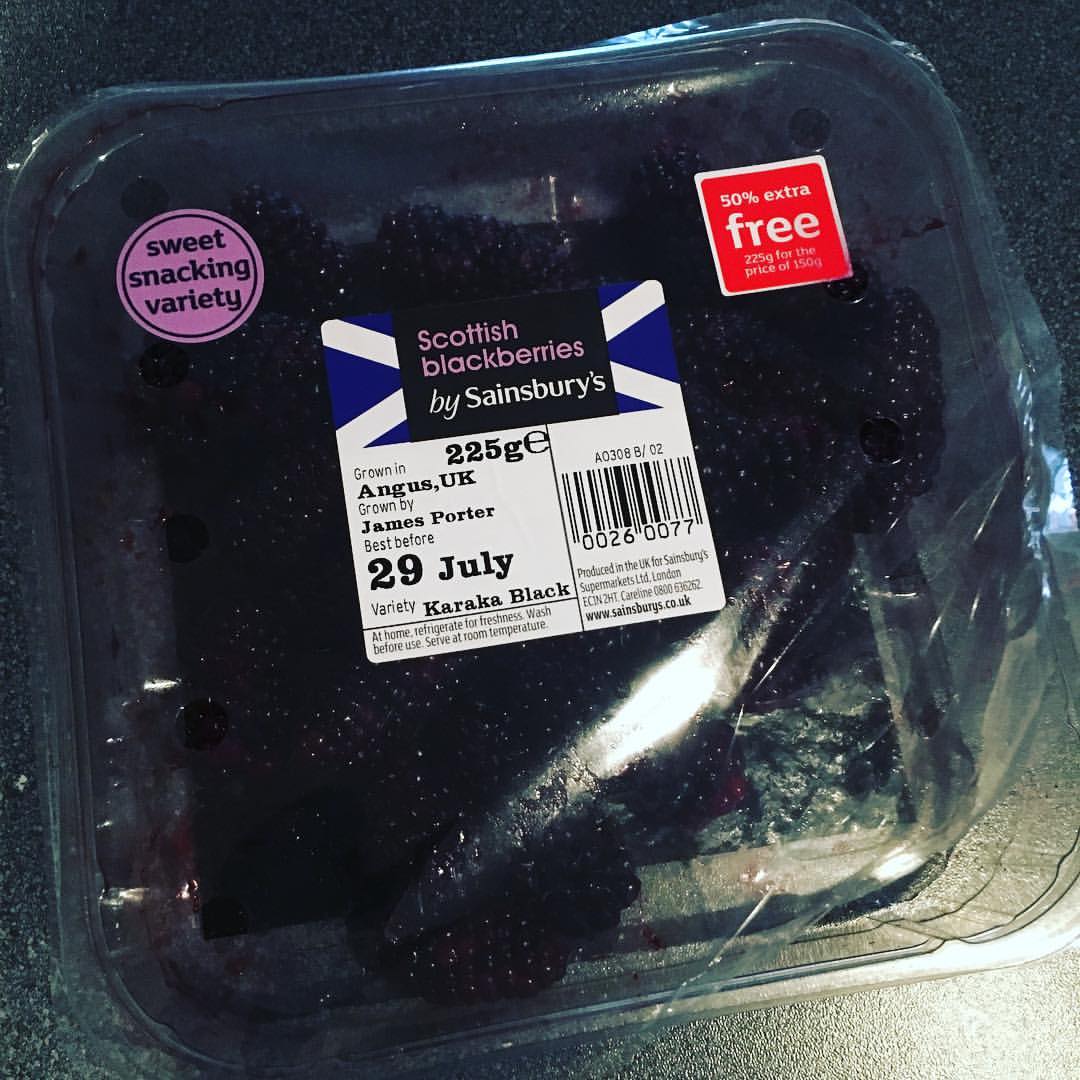 sweet
snacking
variety
50% extra
free
225g for the
price of 150g
Scottish
blackberries
by Sainsbury's
225g℮
Grown in
Angus,UK
Grown by
James Porter
Best before
29 July
Variety Karaka Black
At home, refrigerate for freshness. Wash
before use. Serve at room temperature.
A0308 B/ 02
0026 0077
Produced in the UK for Sainsbury's
Supermarkets Ltd, London
EC1N 2HT. Careline 0800 636262.
www.sainsburys.co.uk